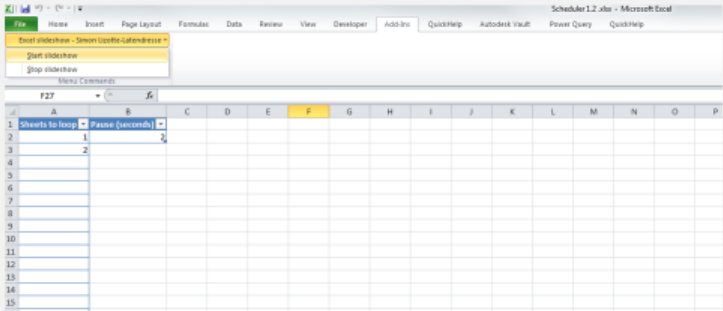 Scheduler 1.2 .xlsx - Microsoft Excel
File Home Insert Page Layout Formulas Data Review View Developer Add-Ins QuickHelp Autodesk Vault Power Query QuickHelp
Excel slideshow - Simon Lizotte-Latendresse
Start slideshow
Stop slideshow
Menu Commands
F27 fx
A B C D E F G H I J K L M N O P
1 Sheets to loop Pause (seconds)
2 1 2
3 2
4
5
6
7
8
9
10
11
12
13
14
15